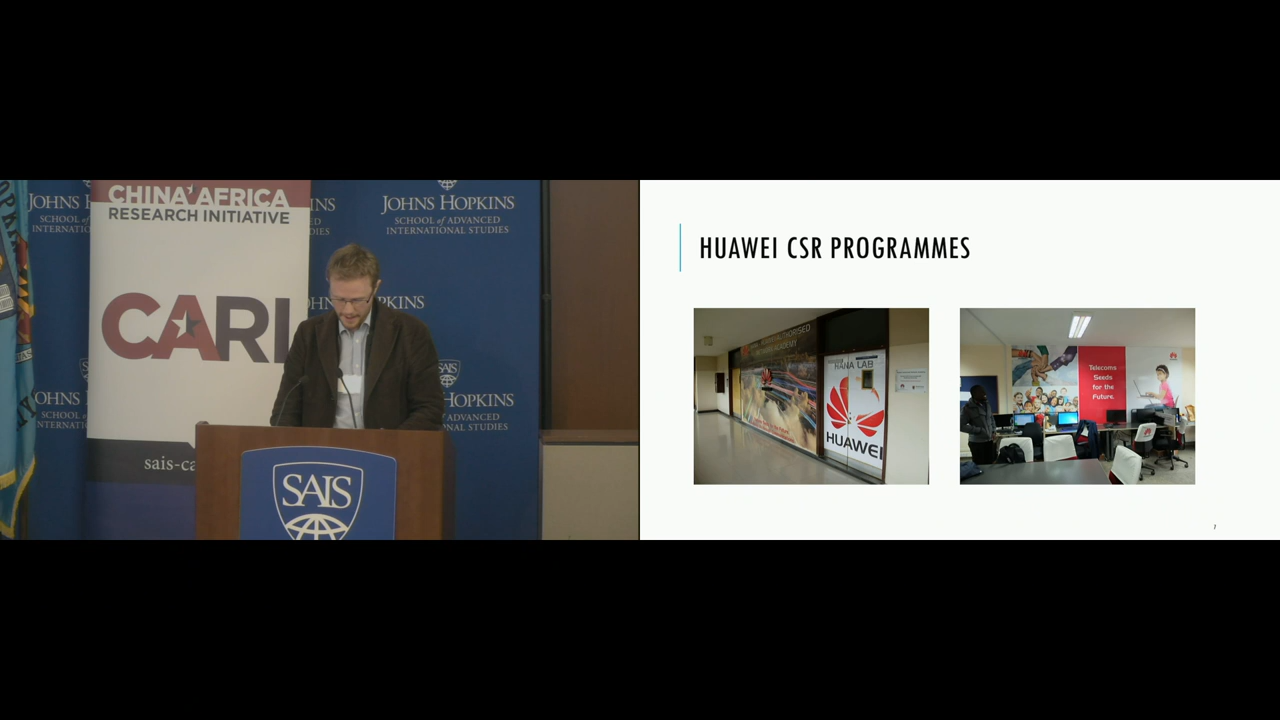 CHINA AFRICA
RESEARCH INITIATIVE
CARI
sais-ca
JOHNS HOPKINS
SCHOOL of ADVANCED
INTERNATIONAL STUDIES
SAIS
HUAWEI CSR PROGRAMMES
HANA LAB
HUAWEI
Telecoms
Seeds
for the
Future.